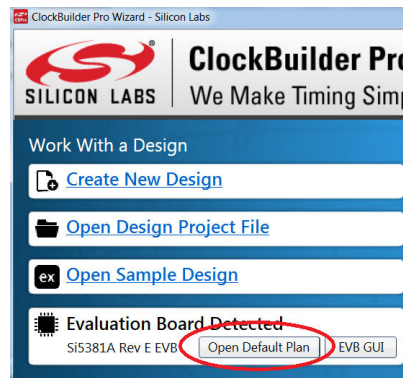 ClockBuilder Pro Wizard - Silicon Labs
SILICON LABS
ClockBuilder Pro
We Make Timing Simp
Work With a Design
Create New Design
Open Design Project File
ex Open Sample Design
Evaluation Board Detected
Si5381A Rev E EVB Open Default Plan EVB GUI